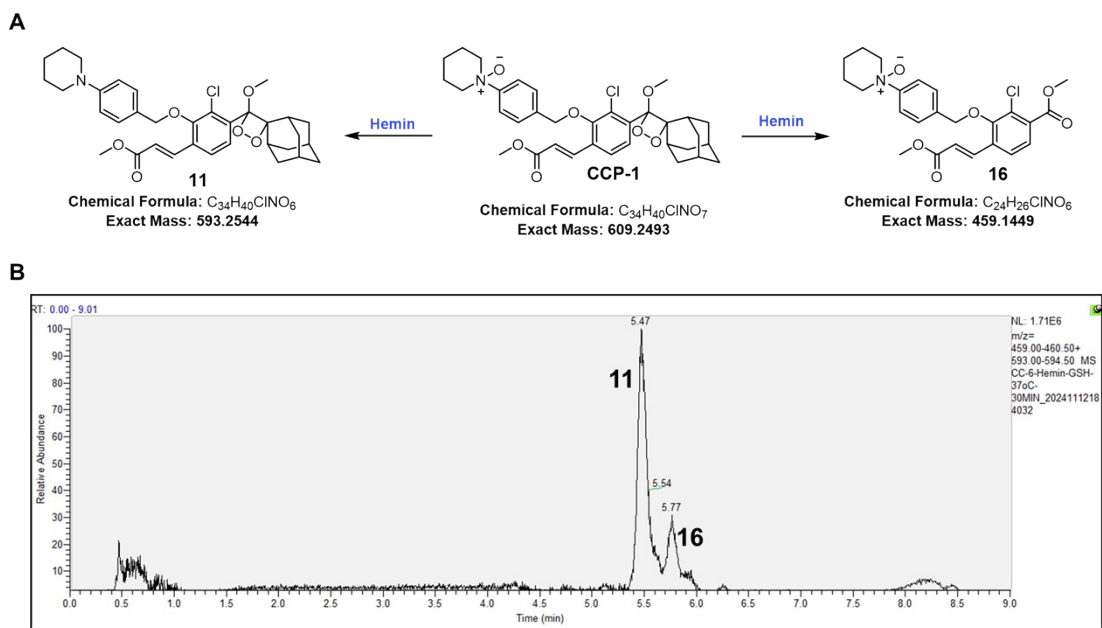 A
N
N
+
O
−
N
+
O
−
Cl
O
O
O
O
O
O
Hemin
Cl
O
O
O
O
O
O
Hemin
Cl
O
O
O
O
O
11
CCP-1
16
Chemical Formula: C34H40ClNO6
Exact Mass: 593.2544
Chemical Formula: C34H40ClNO7
Exact Mass: 609.2493
Chemical Formula: C24H26ClNO6
Exact Mass: 459.1449
B
RT: 0.00 - 9.01
NL: 1.71E6
m/z=
459.00-460.50+
593.00-594.50 MS
CC-6-Hemin-GSH-
37oC-
30MIN_2024111218
4032
5.47
11
5.54
5.77
16
Relative Abundance
100
90
80
70
60
50
40
30
20
10
0.0 0.5 1.0 1.5 2.0 2.5 3.0 3.5 4.0 4.5 5.0 5.5 6.0 6.5 7.0 7.5 8.0 8.5 9.0
Time (min)